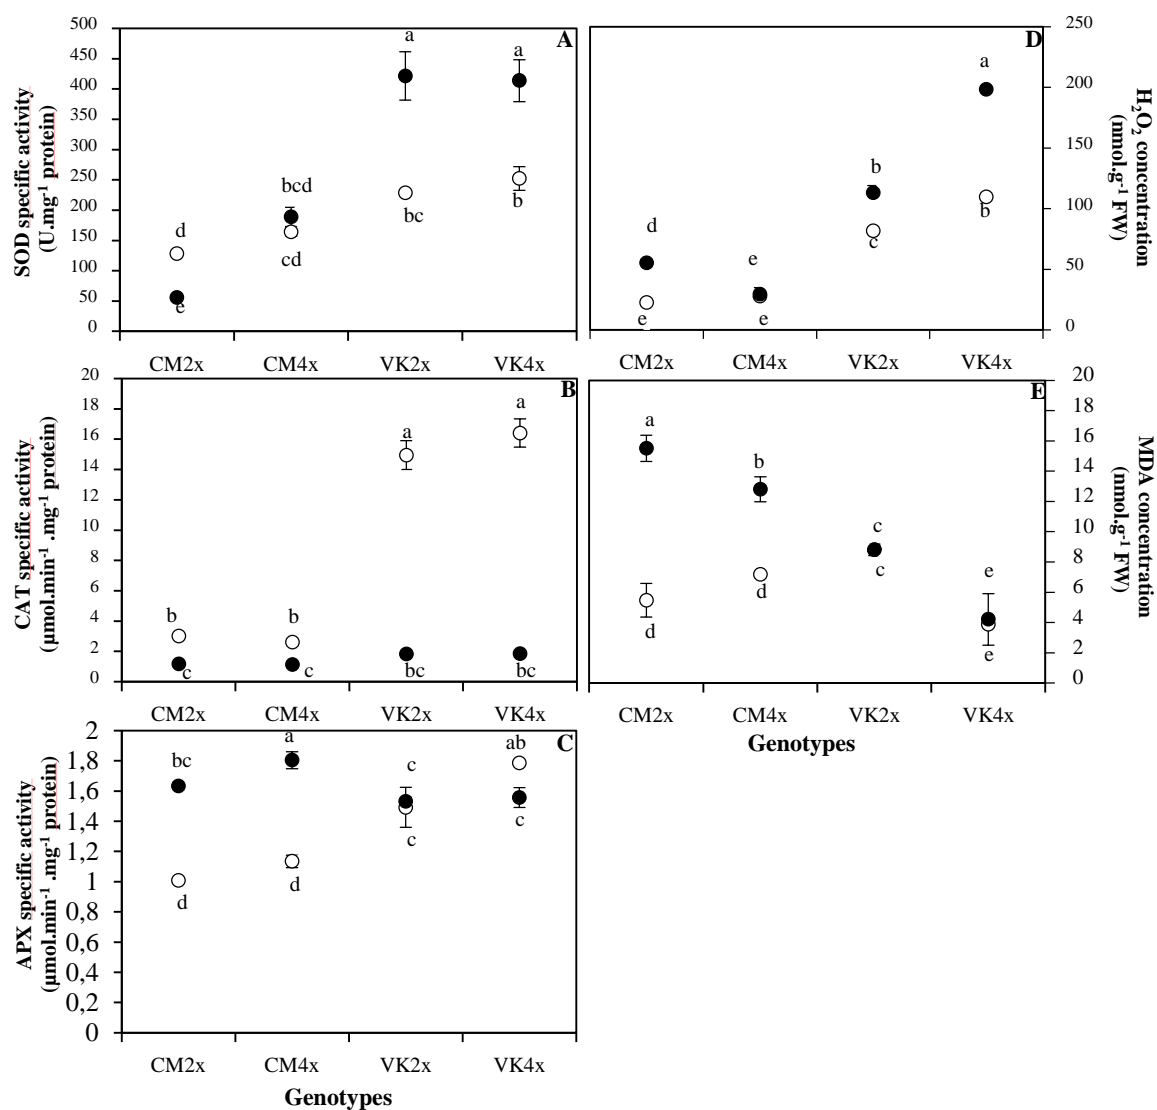 SOD specific activity
(U.mg-1 protein)
500
450
400
350
300
250
200
150
100
50
0
A
d
e
bcd
cd
a
bc
a
b
CM2x CM4x VK2x VK4x
CAT specific activity
(µmol.min-1 .mg-1 protein)
20
18
16
14
12
10
8
6
4
2
0
B
b
c
b
c
a
bc
a
bc
CM2x CM4x VK2x VK4x
APX specific activity
(µmol.min-1 .mg-1 protein)
2
1,8
1,6
1,4
1,2
1
0,8
0,6
0,4
0,2
0
C
bc
d
a
d
c
c
ab
c
CM2x CM4x VK2x VK4x
Genotypes
D
d
e
e
e
b
c
a
b
250
200
150
100
50
0
H2O2 concentration
(nmol.g-1 FW)
CM2x CM4x VK2x VK4x
E
a
d
b
d
c
c
e
e
20
18
16
14
12
10
8
6
4
2
0
MDA concentration
(nmol.g-1 FW)
CM2x CM4x VK2x VK4x
Genotypes